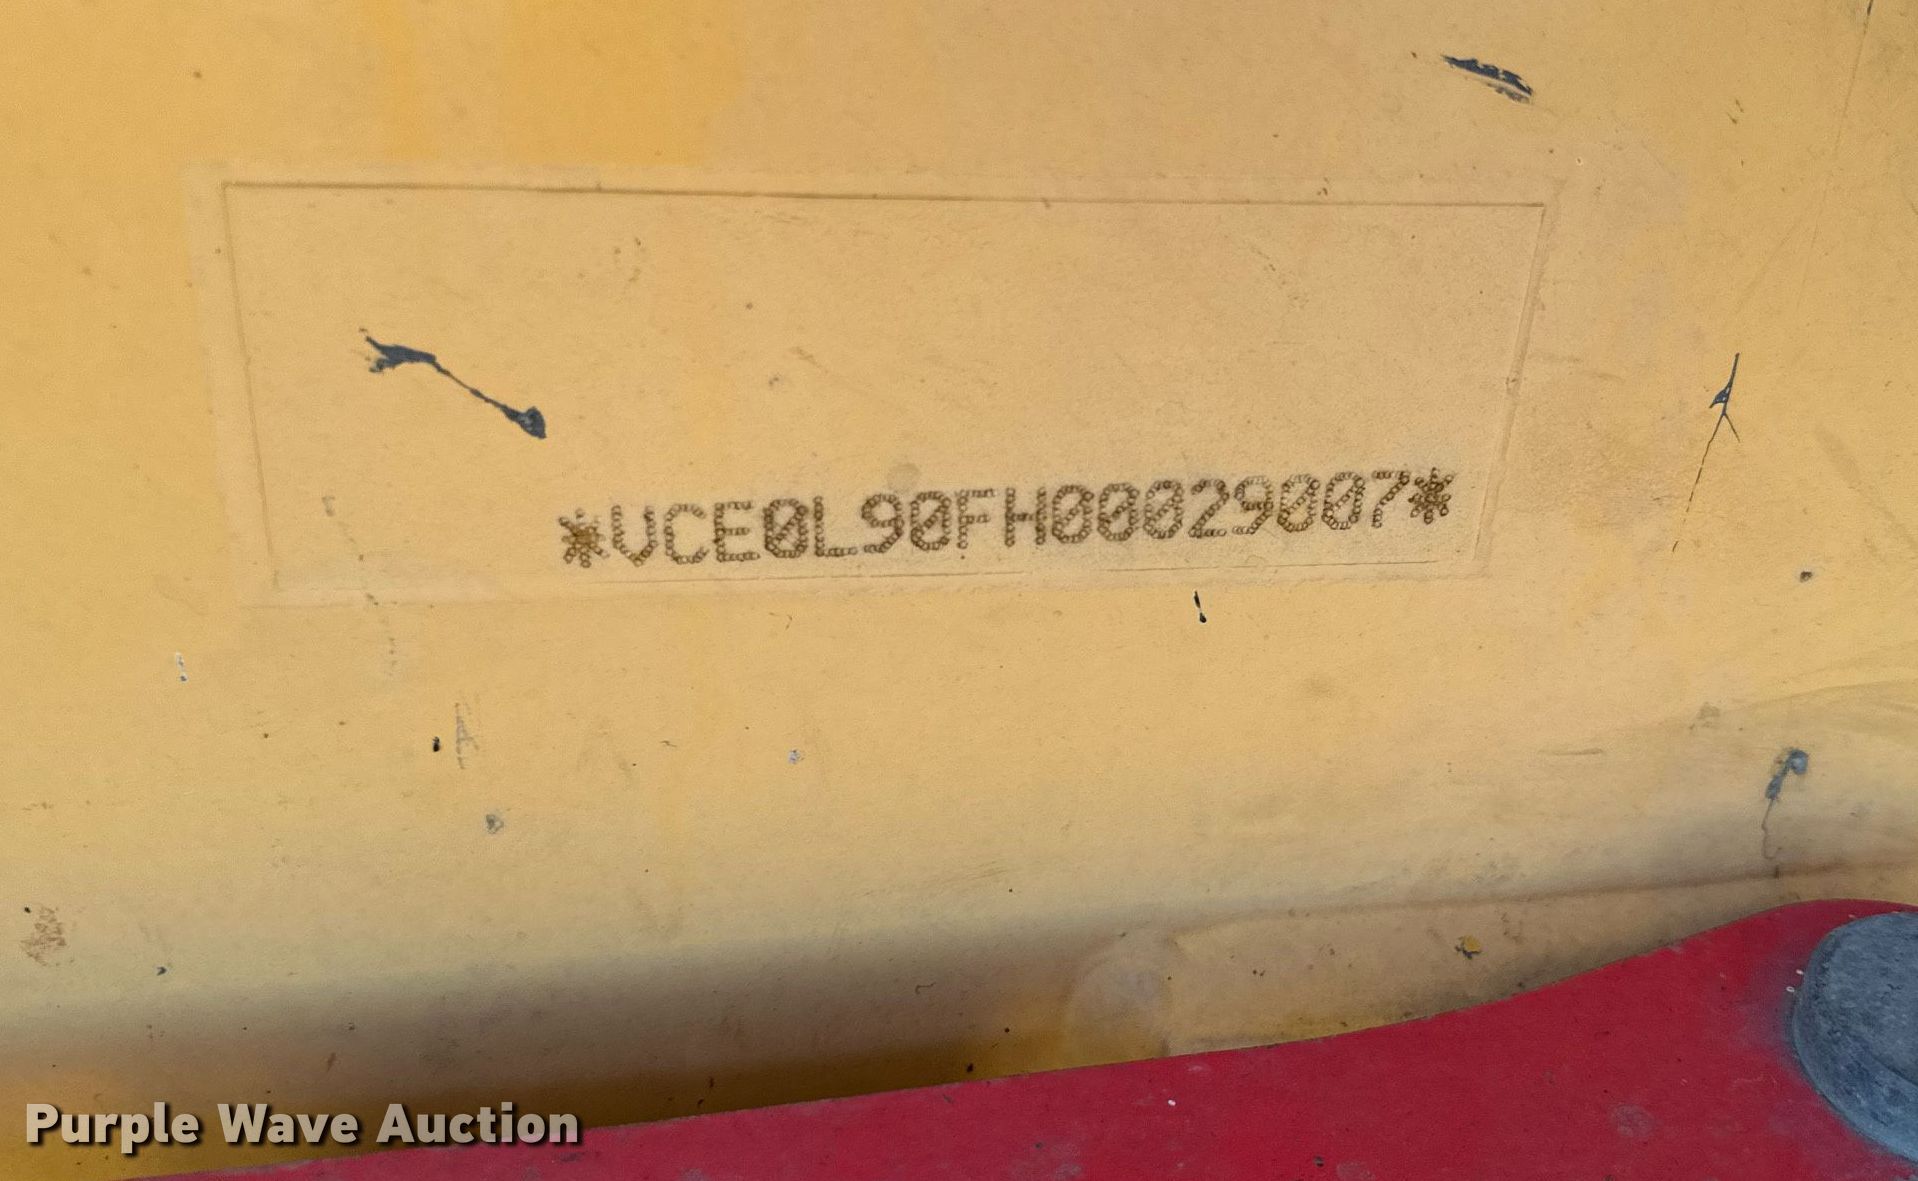 *VCE0L90FH00029007*
Purple Wave Auction